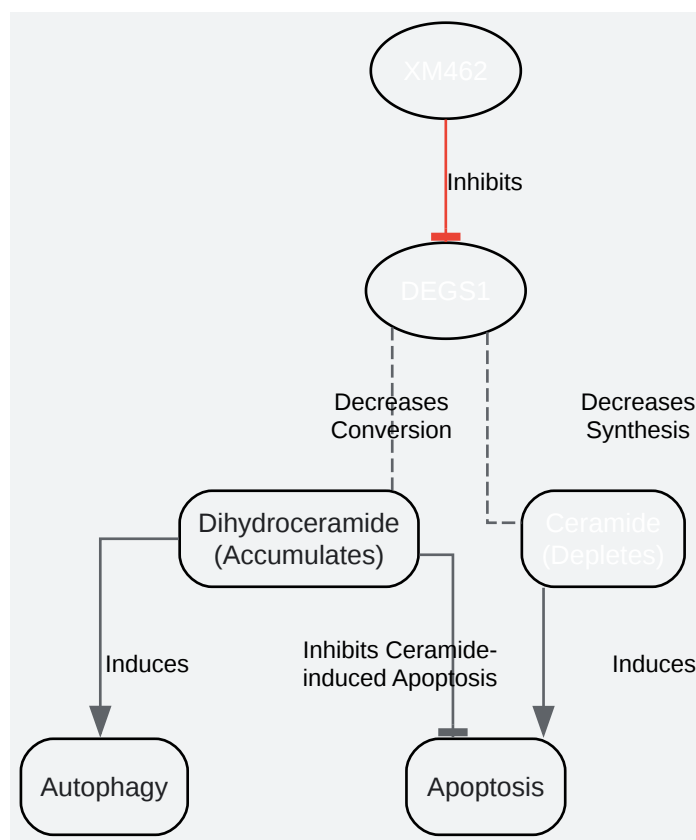 XM462
Inhibits
DEGS1
Decreases
Conversion
Decreases
Synthesis
Dihydroceramide
(Accumulates)
Ceramide
(Depletes)
Induces
Inhibits Ceramide-
induced Apoptosis
Induces
Autophagy
Apoptosis